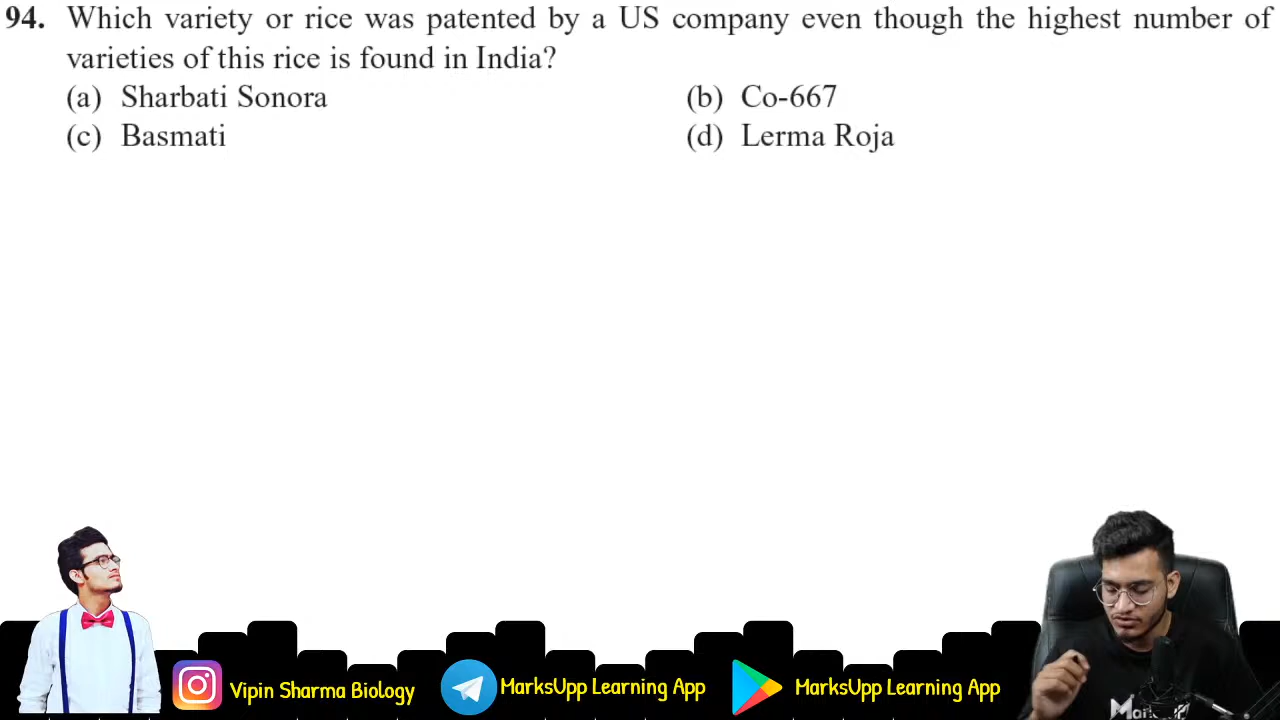 94. Which variety or rice was patented by a US company even though the highest number of
varieties of this rice is found in India?
(a) Sharbati Sonora (b) Co-667
(c) Basmati (d) Lerma Roja
Vipin Sharma Biology MarksUpp Learning App MarksUpp Learning App